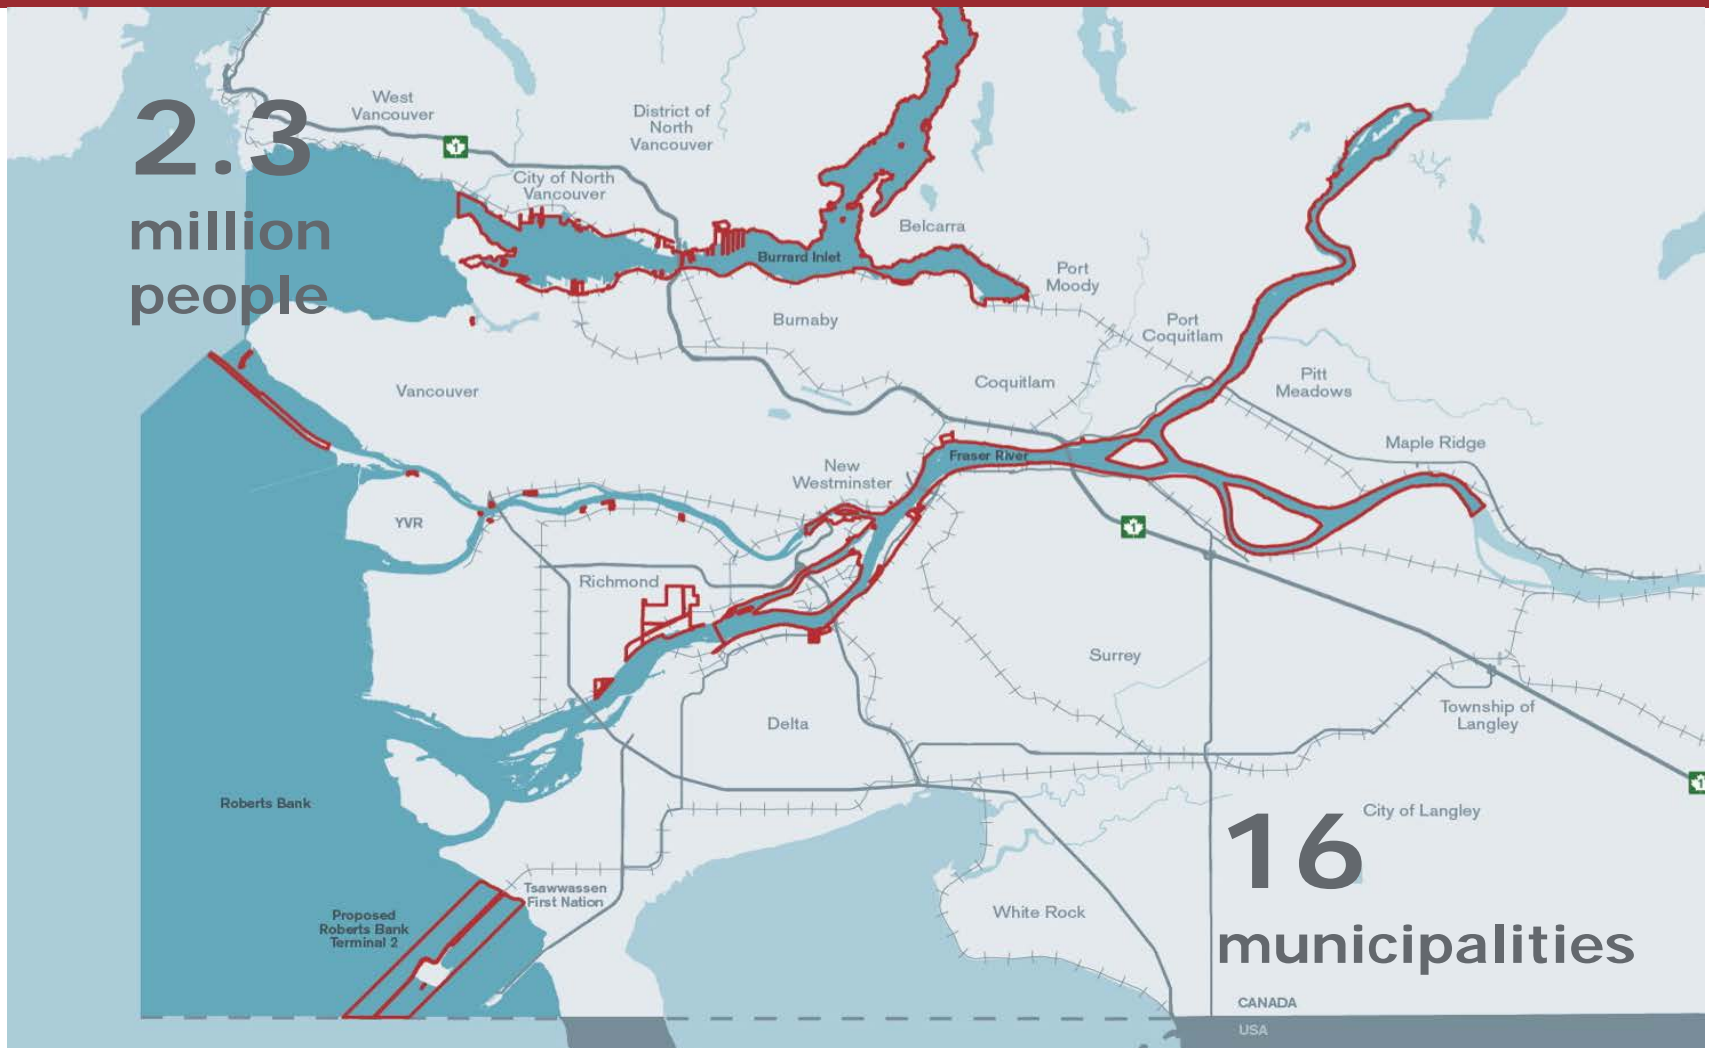 2.3
million
people
West
Vancouver
1
District of
North
Vancouver
City of North
Vancouver
Belcarra
Burrard Inlet
Port
Moody
Burnaby
Port
Coquitlam
Coquitlam
Pitt
Meadows
Vancouver
Maple Ridge
Fraser River
New
Westminster
YVR
1
Richmond
Surrey
Township of
Langley
Delta
1
Roberts Bank
City of Langley
16
municipalities
Tsawwassen
First Nation
Proposed
Roberts Bank
Terminal 2
White Rock
CANADA
USA